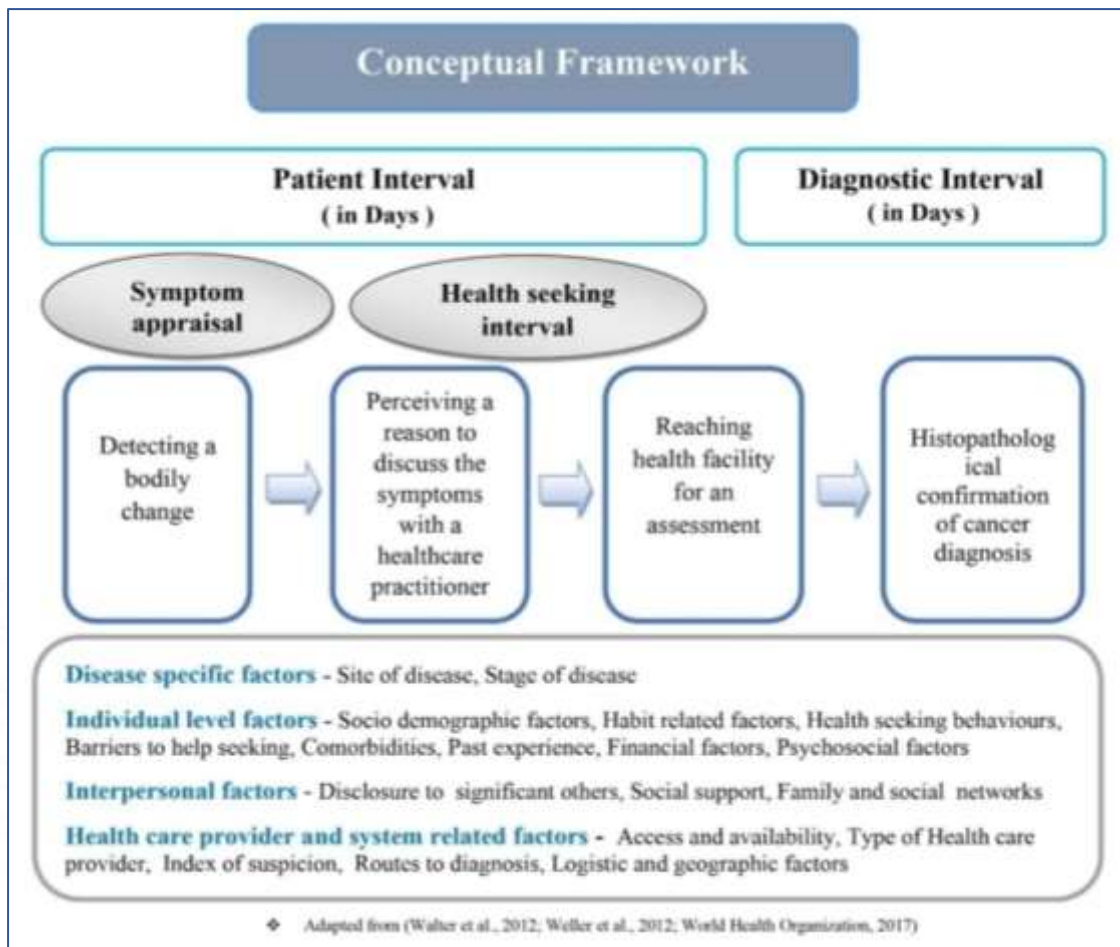 Conceptual Framework
Patient Interval
( in Days )
Diagnostic Interval
( in Days )
Symptom
appraisal
Health seeking
interval
Detecting a
bodily
change
Perceiving a
reason to
discuss the
symptoms
with a
healthcare
practitioner
Reaching
health facility
for an
assessment
Histopatholog
ical
confirmation
of cancer
diagnosis
Disease specific factors - Site of disease, Stage of disease
Individual level factors - Socio demographic factors, Habit related factors, Health seeking behaviours,
Barriers to help seeking, Comorbidities, Past experience, Financial factors, Psychosocial factors
Interpersonal factors - Disclosure to significant others, Social support, Family and social networks
Health care provider and system related factors - Access and availability, Type of Health care
provider, Index of suspicion, Routes to diagnosis, Logistic and geographic factors
❖ Adapted from (Walter et al., 2012; Weller et al., 2012; World Health Organization, 2017)